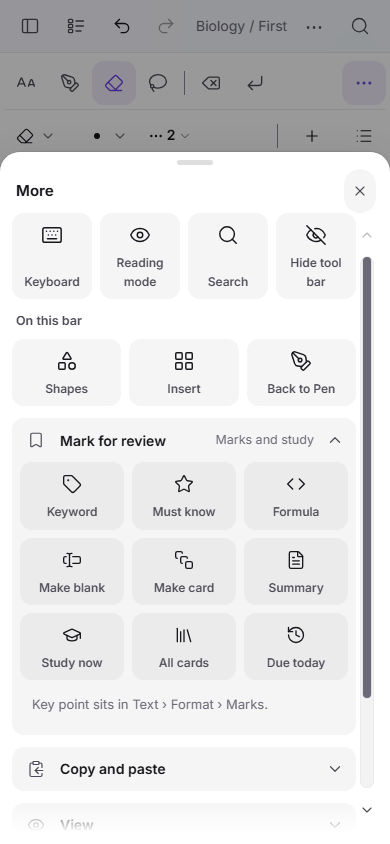 Biology / First
AA
2
More
Keyboard
Reading
mode
Search
Hide tool
bar
On this bar
Shapes
Insert
Back to Pen
Mark for review
Marks and study
Keyword
Must know
Formula
Make blank
Make card
Summary
Study now
All cards
Due today
Key point sits in Text › Format › Marks.
Copy and paste
View